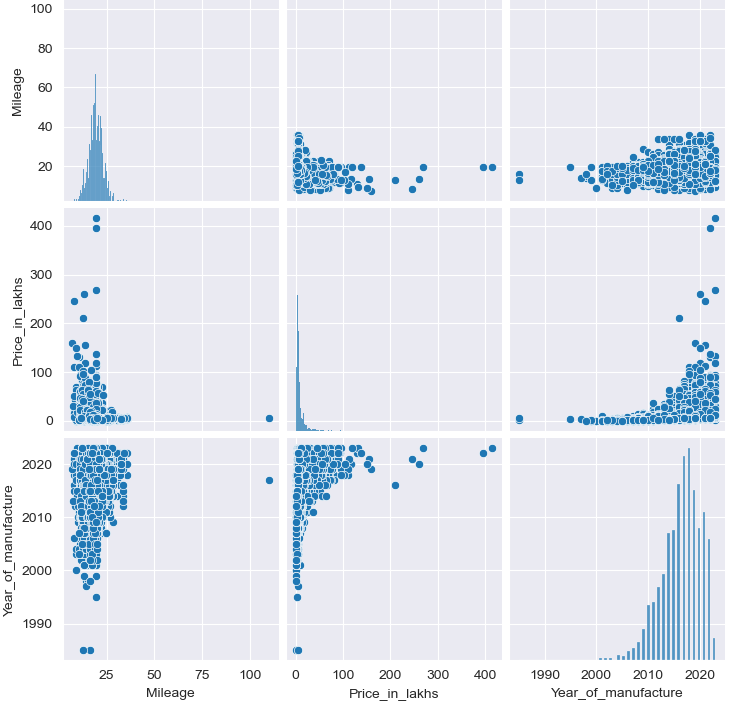 100
80
60
40
20
Mileage
400
300
200
100
0
Price_in_lakhs
2020
2010
2000
1990
Year_of_manufacture
25 50 75 100
0 100 200 300 400
1990 2000 2010 2020
Mileage
Price_in_lakhs
Year_of_manufacture